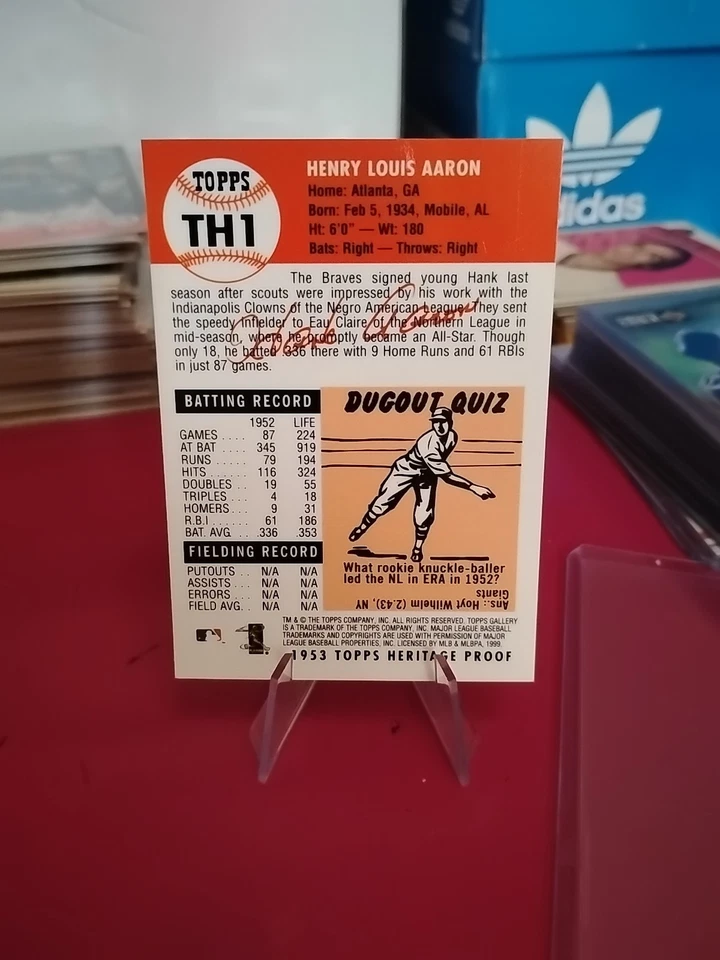 TOPPS
TH1
HENRY LOUIS AARON
Home: Atlanta, GA
Born: Feb 5, 1934, Mobile, AL
Ht: 6'0" — Wt: 180
Bats: Right — Throws: Right
adidas
The Braves signed young Hank last
season after scouts were impressed by his work with the
Indianapolis Clowns of the Negro American League. They sent
the speedy infielder to Eau Claire of the Northern League in
mid-season, where he promptly became an All-Star. Though
only 18, he batted .336 there with 9 Home Runs and 61 RBIs
in just 87 games.
Hank Aaron
BATTING RECORD
1952 LIFE
GAMES .... 87 224
AT BAT .... 345 919
RUNS .... 79 194
HITS ...... 116 324
DOUBLES .. 19 55
TRIPLES ... 4 18
HOMERS ... 9 31
R.B.I ...... 61 186
BAT. AVG. .. .336 .353
FIELDING RECORD
PUTOUTS .. N/A N/A
ASSISTS ... N/A N/A
ERRORS ... N/A N/A
FIELD AVG. . N/A N/A
DUGOUT QUIZ
What rookie knuckle-baller
led the NL in ERA in 1952?
Ans.: Hoyt Wilhelm (2.43), NY
Giants
TM & © THE TOPPS COMPANY, INC. ALL RIGHTS RESERVED. TOPPS GALLERY
IS A TRADEMARK OF THE TOPPS COMPANY, INC. MAJOR LEAGUE BASEBALL
TRADEMARKS AND COPYRIGHTS ARE USED WITH PERMISSION OF MAJOR
LEAGUE BASEBALL PROPERTIES, INC. LICENSED BY MLB & MLBPA, 1999.
1953 TOPPS HERITAGE PROOF